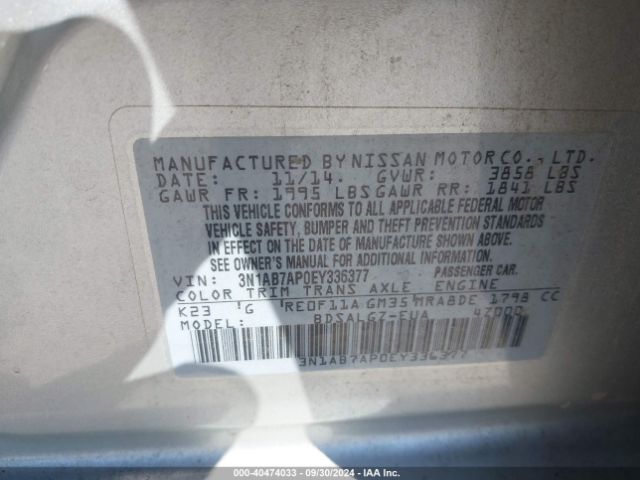 MANUFACTURED BY NISSAN MOTOR CO., LTD.
DATE: 11/14. GVWR: 3858 LBS
GAWR FR: 1995 LBS GAWR RR: 1841 LBS
THIS VEHICLE CONFORMS TO ALL APPLICABLE FEDERAL MOTOR
VEHICLE SAFETY, BUMPER AND THEFT PREVENTION STANDARDS
IN EFFECT ON THE DATE OF MANUFACTURE SHOWN ABOVE.
SEE OWNER'S MANUAL FOR ADDITIONAL INFORMATION.
VIN: 3N1AB7AP0EY336377 PASSENGER CAR.
COLOR TRIM TRANS AXLE ENGINE
K23 'G 'RE0F11A GM35 'MRA8DE 1798 CC
MODEL: BDSALGZ-EUA 4Z000
3N1AB7AP0EY336377
000-40474033 - 09/30/2024 - IAA Inc.